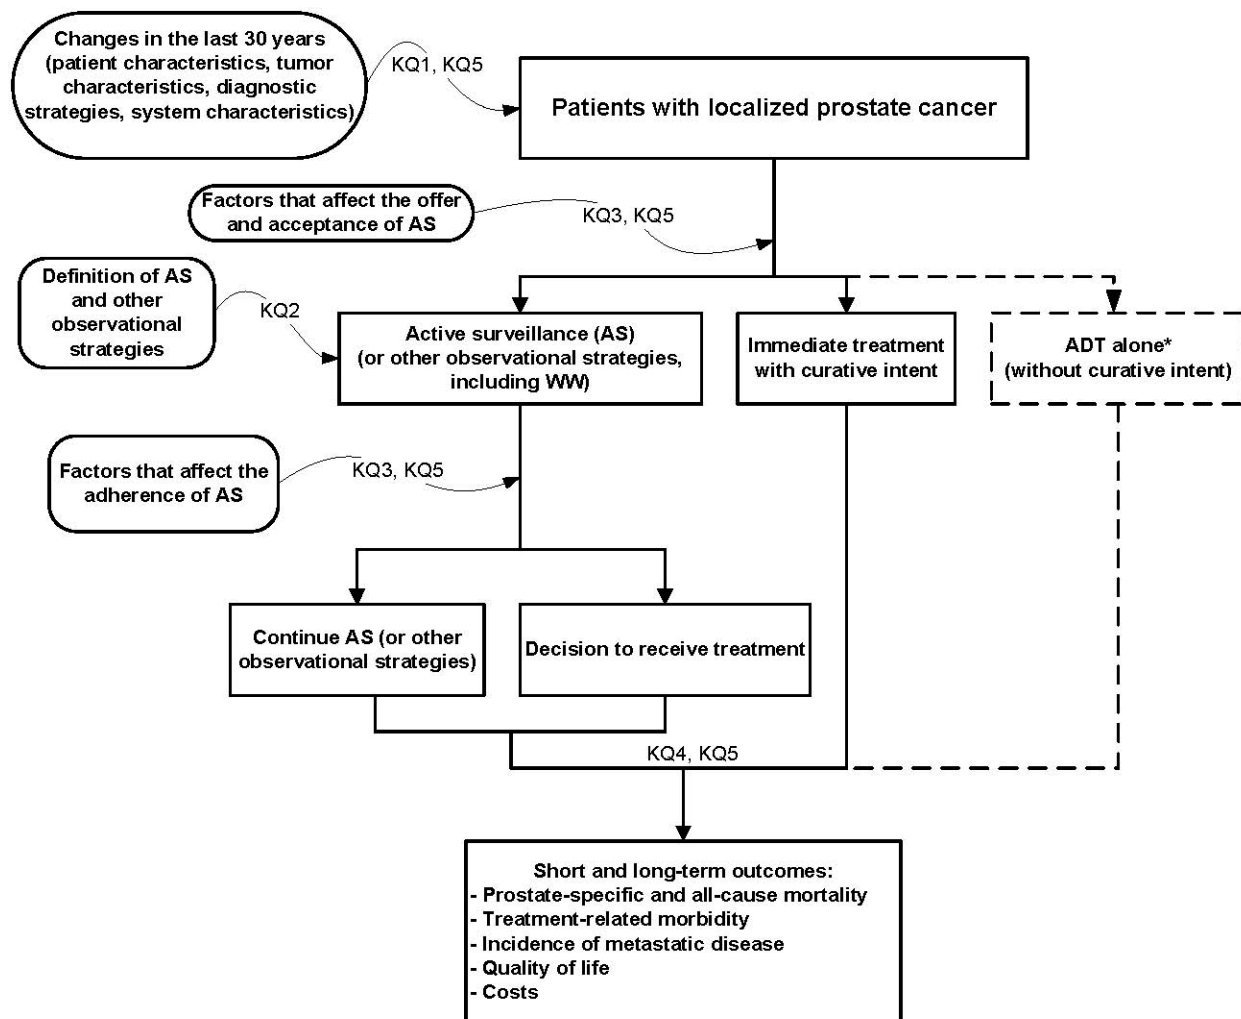 Changes in the last 30 years
(patient characteristics, tumor
characteristics, diagnostic
strategies, system characteristics)
KQ1, KQ5
Patients with localized prostate cancer
Factors that affect the offer
and acceptance of AS
KQ3, KQ5
Definition of AS
and other
observational
strategies
KQ2
Active surveillance (AS)
(or other observational strategies,
including WW)
Immediate treatment
with curative intent
ADT alone*
(without curative intent)
Factors that affect the
adherence of AS
KQ3, KQ5
Continue AS (or other
observational strategies)
Decision to receive treatment
KQ4, KQ5
Short and long-term outcomes:
- Prostate-specific and all-cause mortality
- Treatment-related morbidity
- Incidence of metastatic disease
- Quality of life
- Costs